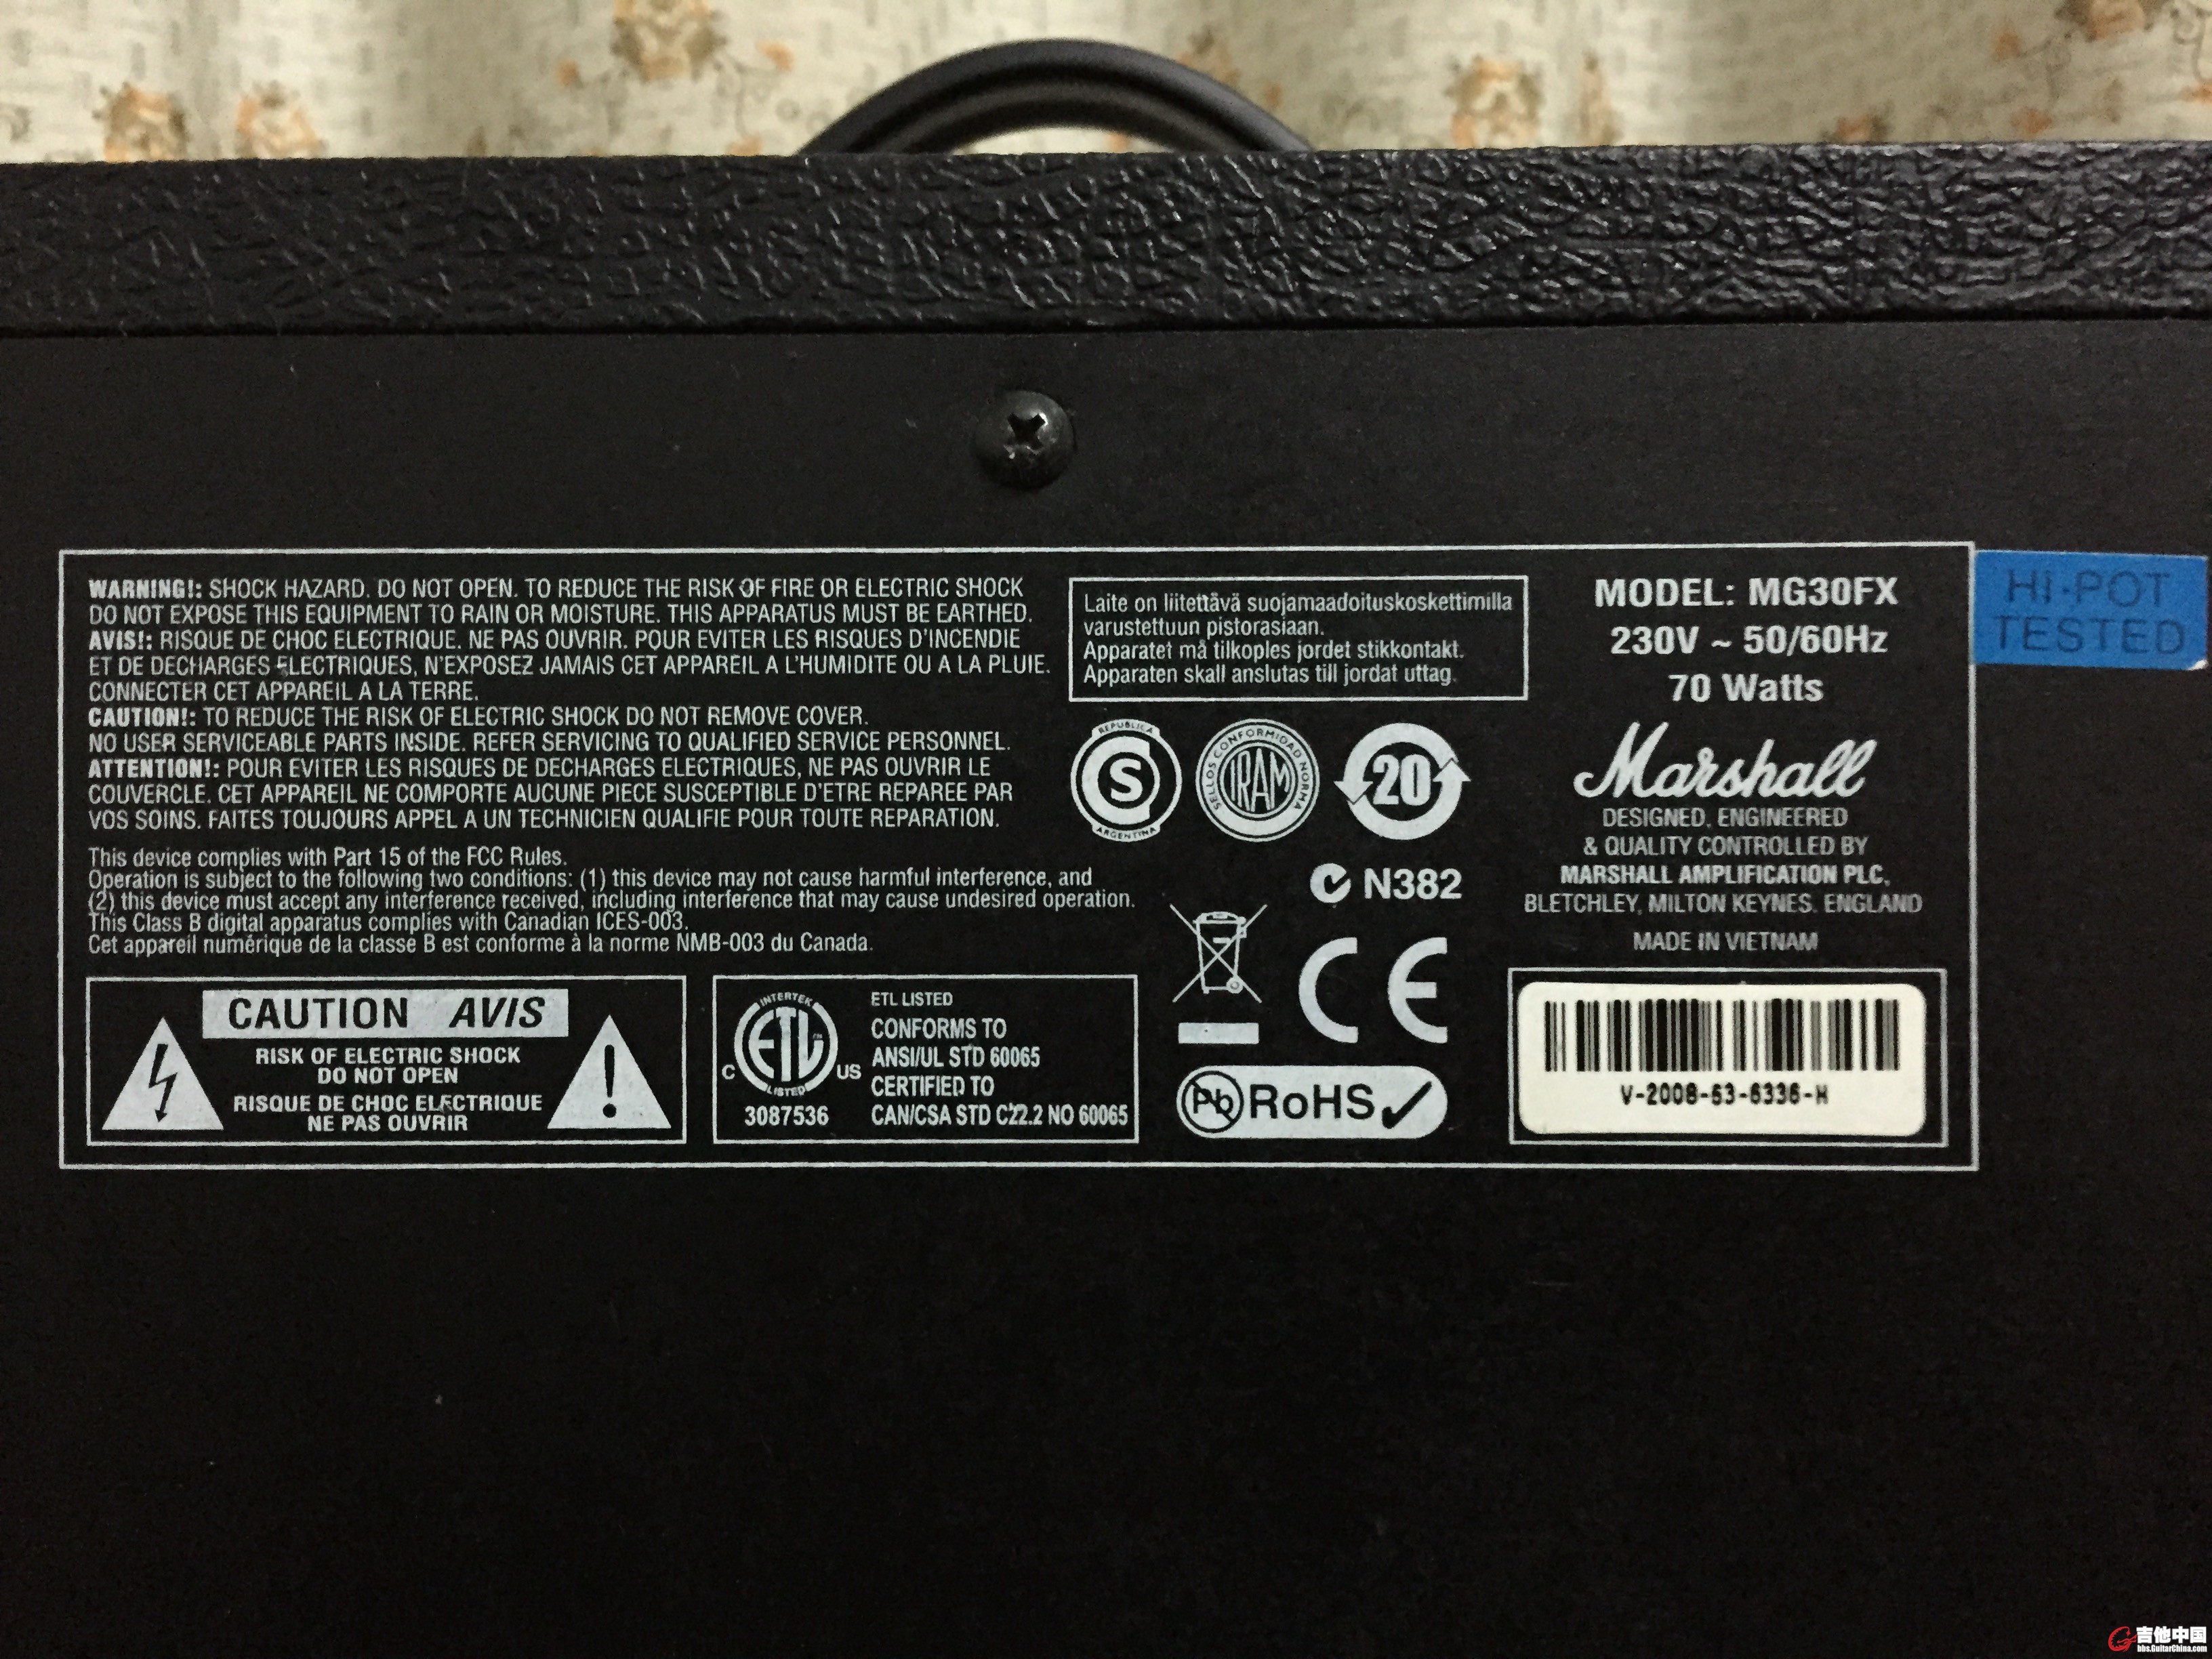 WARNING!: SHOCK HAZARD. DO NOT OPEN. TO REDUCE THE RISK OF FIRE OR ELECTRIC SHOCK
DO NOT EXPOSE THIS EQUIPMENT TO RAIN OR MOISTURE. THIS APPARATUS MUST BE EARTHED.
AVIS!: RISQUE DE CHOC ELECTRIQUE. NE PAS OUVRIR. POUR EVITER LES RISQUES D'INCENDIE
ET DE DECHARGES ELECTRIQUES, N'EXPOSEZ JAMAIS CET APPAREIL A L'HUMIDITE OU A LA PLUIE.
CONNECTER CET APPAREIL A LA TERRE.
CAUTION!: TO REDUCE THE RISK OF ELECTRIC SHOCK DO NOT REMOVE COVER.
NO USER SERVICEABLE PARTS INSIDE. REFER SERVICING TO QUALIFIED SERVICE PERSONNEL.
ATTENTION!: POUR EVITER LES RISQUES DE DECHARGES ELECTRIQUES, NE PAS OUVRIR LE
COUVERCLE. CET APPAREIL NE COMPORTE AUCUNE PIECE SUSCEPTIBLE D'ETRE REPAREE PAR
VOS SOINS. FAITES TOUJOURS APPEL A UN TECHNICIEN QUALIFIE POUR TOUTE REPARATION.
This device complies with Part 15 of the FCC Rules.
Operation is subject to the following two conditions: (1) this device may not cause harmful interference, and
(2) this device must accept any interference received, including interference that may cause undesired operation.
This Class B digital apparatus complies with Canadian ICES-003.
Cet appareil numérique de la classe B est conforme à la norme NMB-003 du Canada.
CAUTION AVIS
RISK OF ELECTRIC SHOCK
DO NOT OPEN
RISQUE DE CHOC ELECTRIQUE
NE PAS OUVRIR
INTERTEK
ETL
LISTED
C US
3087536
ETL LISTED
CONFORMS TO
ANSI/UL STD 60065
CERTIFIED TO
CAN/CSA STD C22.2 NO 60065
Laite on liitettävä suojamaadoituskoskettimilla
varustettuun pistorasiaan.
Apparatet må tilkoples jordet stikkontakt.
Apparaten skall anslutas till jordat uttag.
REPUBLICA
S
ARGENTINA
SELLOS CONFORMIDAD NORMA
IRAM
20
N382
CE
Pb RoHS
MODEL: MG30FX
230V ~ 50/60Hz
70 Watts
Marshall
DESIGNED, ENGINEERED
& QUALITY CONTROLLED BY
MARSHALL AMPLIFICATION PLC,
BLETCHLEY, MILTON KEYNES. ENGLAND
MADE IN VIETNAM
V-2008-53-6336-H
HI-POT
TESTED
吉他中国
bbs.GuitarChina.com